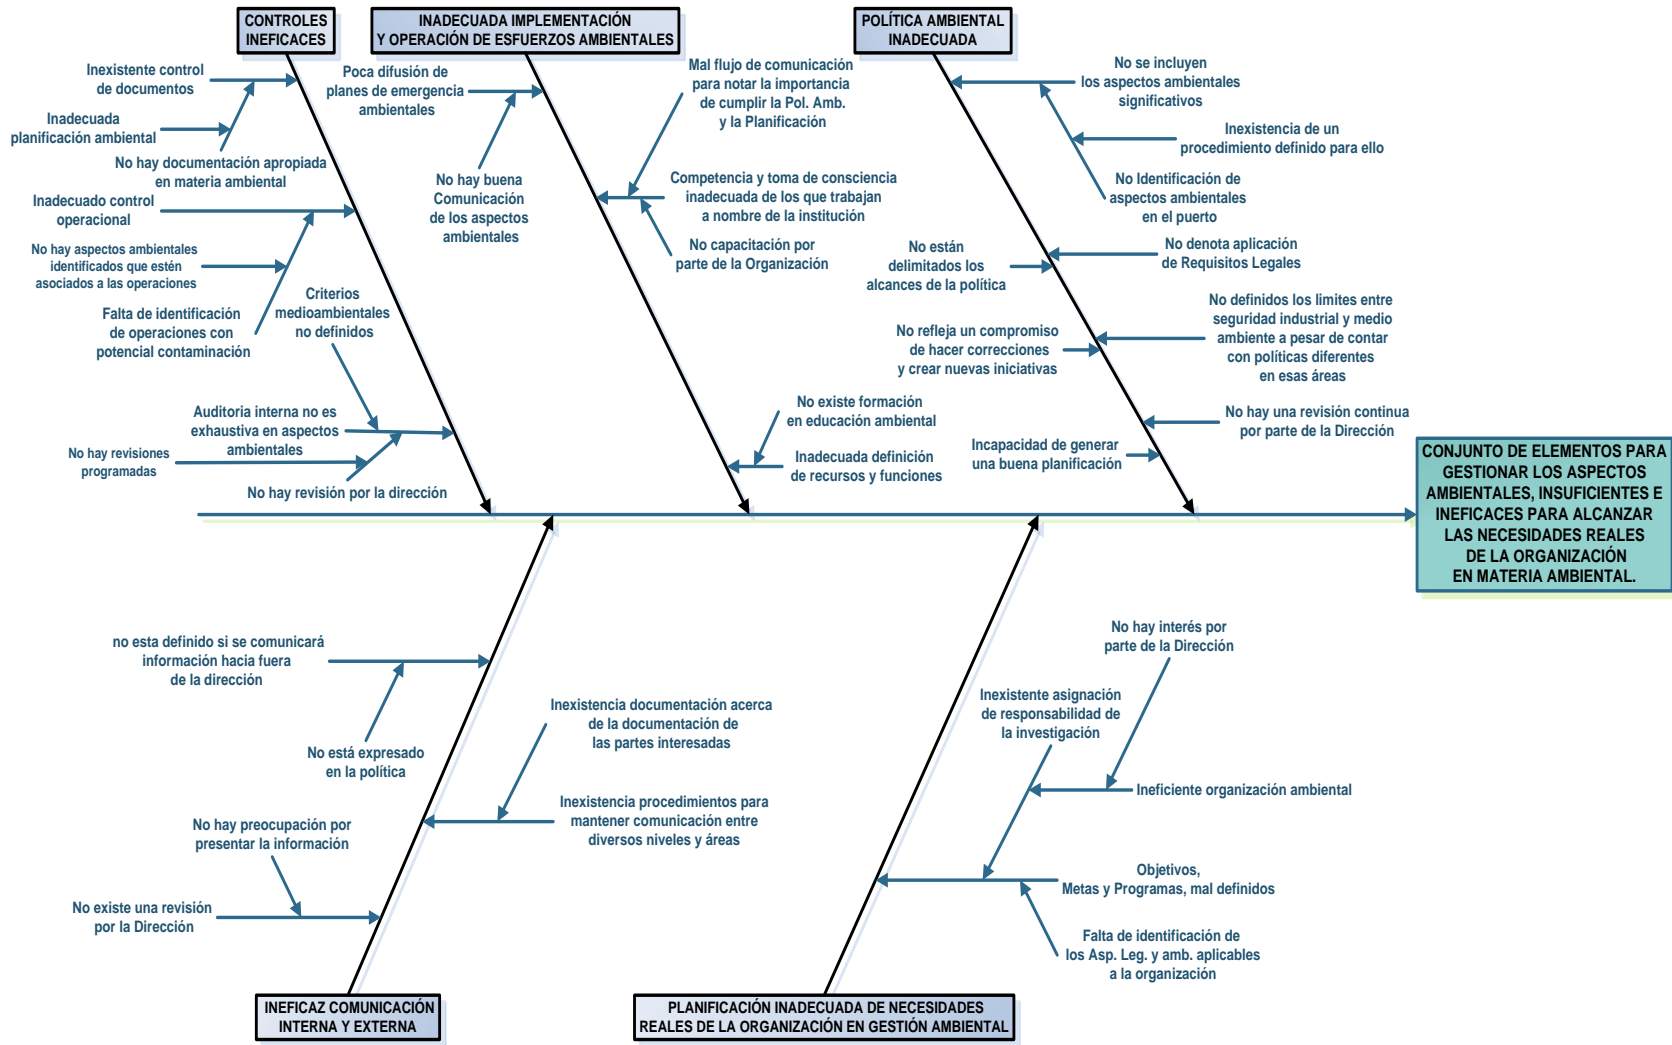 CONTROLES
INEFICACES
INADECUADA IMPLEMENTACIÓN
Y OPERACIÓN DE ESFUERZOS AMBIENTALES
POLÍTICA AMBIENTAL
INADECUADA
Inexistente control
de documentos
Inadecuada
planificación ambiental
No hay documentación apropiada
en materia ambiental
Inadecuado control
operacional
No hay aspectos ambientales
identificados que estén
asociados a las operaciones
Falta de identificación
de operaciones con
potencial contaminación
Criterios
medioambientales
no definidos
Auditoria interna no es
exhaustiva en aspectos
ambientales
No hay revisiones
programadas
No hay revisión por la dirección
Poca difusión de
planes de emergencia
ambientales
No hay buena
Comunicación
de los aspectos
ambientales
Mal flujo de comunicación
para notar la importancia
de cumplir la Pol. Amb.
y la Planificación
Competencia y toma de consciencia
inadecuada de los que trabajan
a nombre de la institución
No capacitación por
parte de la Organización
No existe formación
en educación ambiental
Inadecuada definición
de recursos y funciones
No se incluyen
los aspectos ambientales
significativos
Inexistencia de un
procedimiento definido para ello
No Identificación de
aspectos ambientales
en el puerto
No denota aplicación
de Requisitos Legales
No están
delimitados los
alcances de la política
No definidos los limites entre
seguridad industrial y medio
ambiente a pesar de contar
con políticas diferentes
en esas áreas
No refleja un compromiso
de hacer correcciones
y crear nuevas iniciativas
No hay una revisión continua
por parte de la Dirección
Incapacidad de generar
una buena planificación
CONJUNTO DE ELEMENTOS PARA
GESTIONAR LOS ASPECTOS
AMBIENTALES, INSUFICIENTES E
INEFICACES PARA ALCANZAR
LAS NECESIDADES REALES
DE LA ORGANIZACIÓN
EN MATERIA AMBIENTAL.
no esta definido si se comunicará
información hacia fuera
de la dirección
No está expresado
en la política
Inexistencia documentación acerca
de la documentación de
las partes interesadas
Inexistencia procedimientos para
mantener comunicación entre
diversos niveles y áreas
No hay preocupación por
presentar la información
No existe una revisión
por la Dirección
No hay interés por
parte de la Dirección
Inexistente asignación
de responsabilidad de
la investigación
Ineficiente organización ambiental
Objetivos,
Metas y Programas, mal definidos
Falta de identificación de
los Asp. Leg. y amb. aplicables
a la organización
INEFICAZ COMUNICACIÓN
INTERNA Y EXTERNA
PLANIFICACIÓN INADECUADA DE NECESIDADES
REALES DE LA ORGANIZACIÓN EN GESTIÓN AMBIENTAL